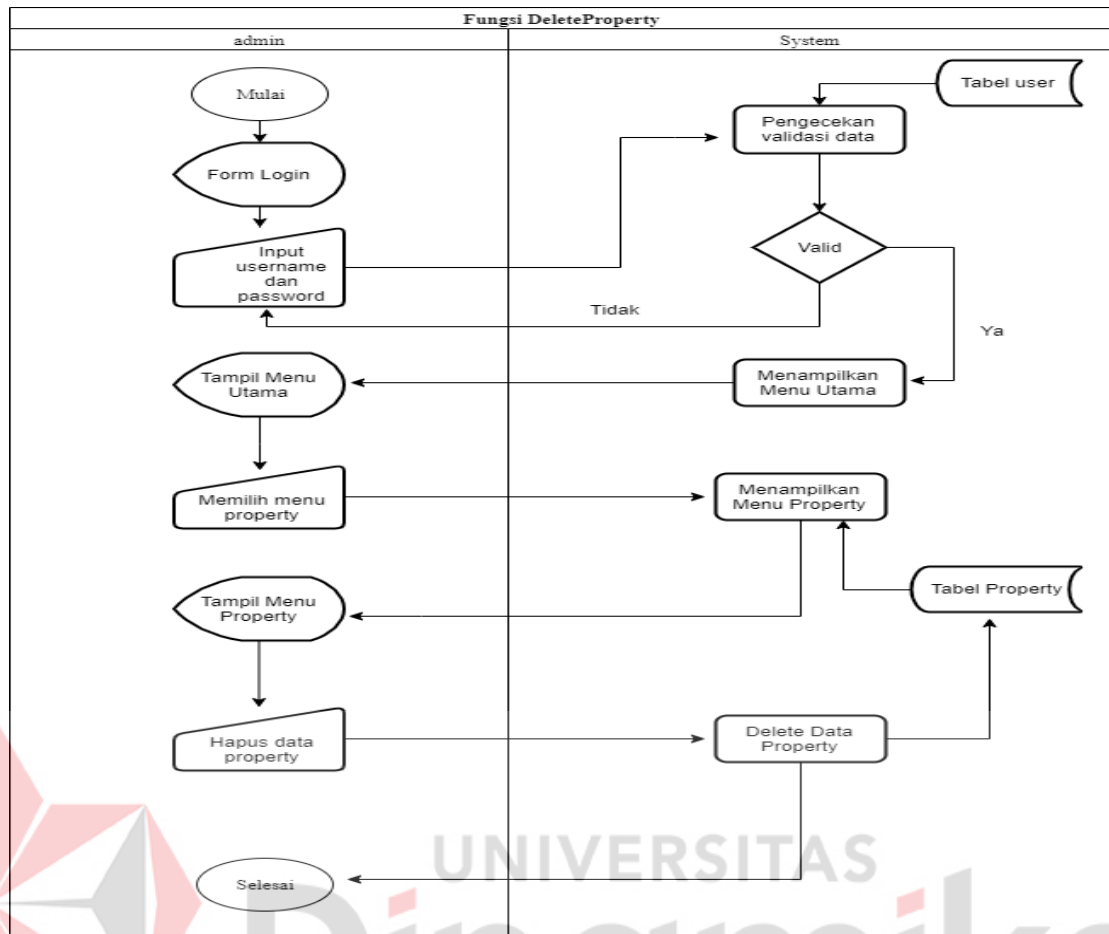 Fungsi DeleteProperty
admin
System
Mulai
Tabel user
Pengecekan
validasi data
Form Login
Valid
Input
username
dan
password
Tidak
Ya
Tampil Menu
Utama
Menampilkan
Menu Utama
Memilih menu
property
Menampilkan
Menu Property
Tampil Menu
Property
Tabel Property
Hapus data
property
Delete Data
Property
UNIVERSITAS
Selesai